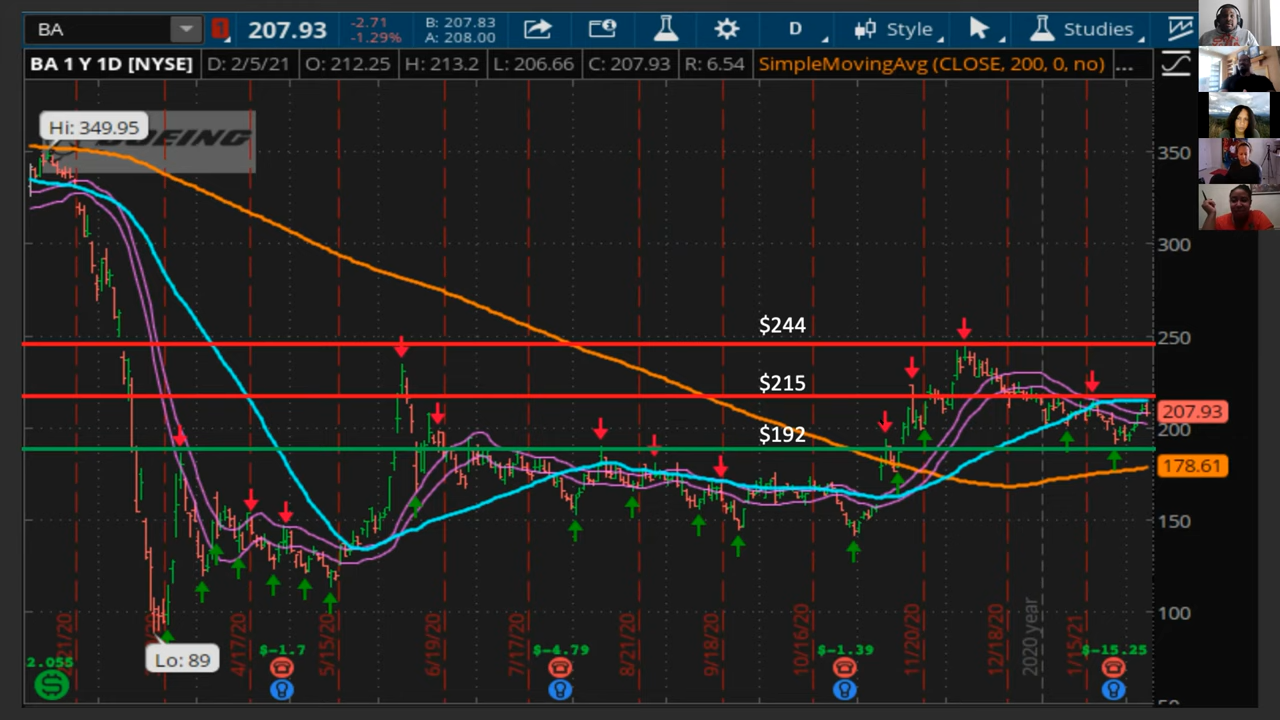 BA
1
207.93
-2.71
-1.29%
B: 207.83
A: 208.00
D
Style
Studies
BA 1 Y 1D [NYSE]
D: 2/5/21
O: 212.25
H: 213.2
L: 206.66
C: 207.93
R: 6.54
SimpleMovingAvg (CLOSE, 200, 0, no)
...
Hi: 349.95
BOEING
350
300
250
$244
$215
207.93
200
$192
178.61
150
100
Lo: 89
4/17/20
5/15/20
6/19/20
7/17/20
8/21/20
9/18/20
10/16/20
11/20/20
12/18/20
2020 year
1/15/21
2.055
$
$-1.7
$-4.79
$-1.39
$-15.25